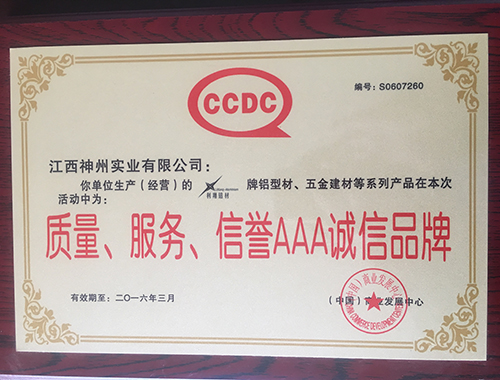 CCDC
编号：S0607260
江西神州实业有限公司：
你单位生产（经营）的 牌铝型材、五金建材等系列产品在本次
活动中为：
质量、服务、信誉AAA诚信品牌
有效期至：二〇一六年三月
（中国）商业发展中心